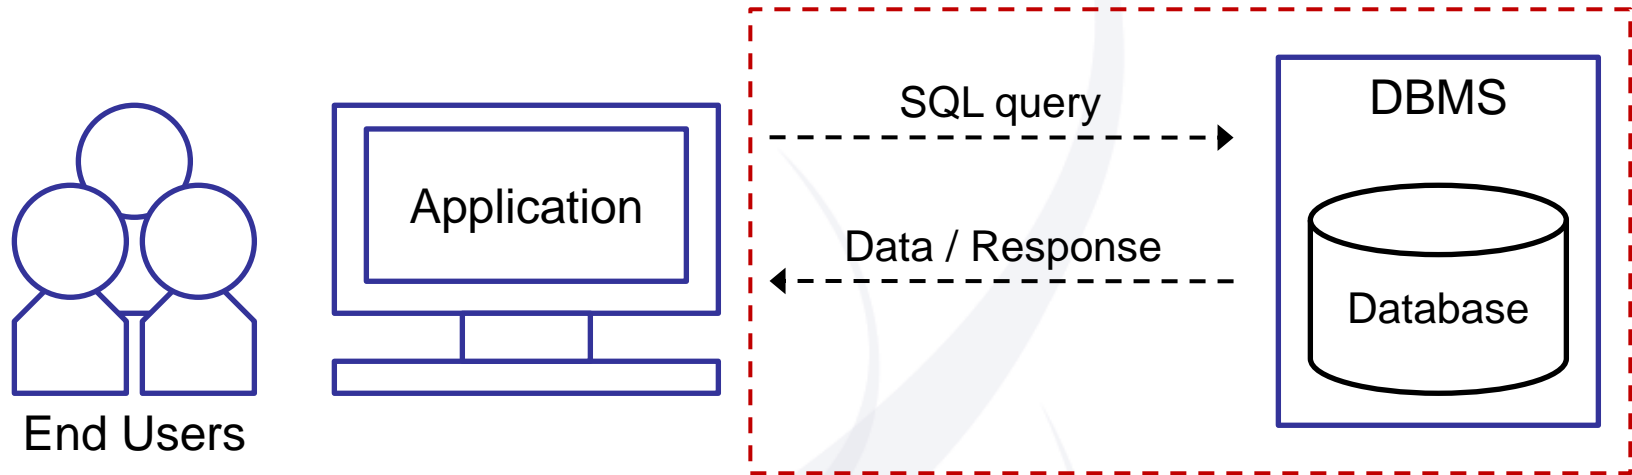 SQL query
DBMS
Application
Data / Response
Database
End Users